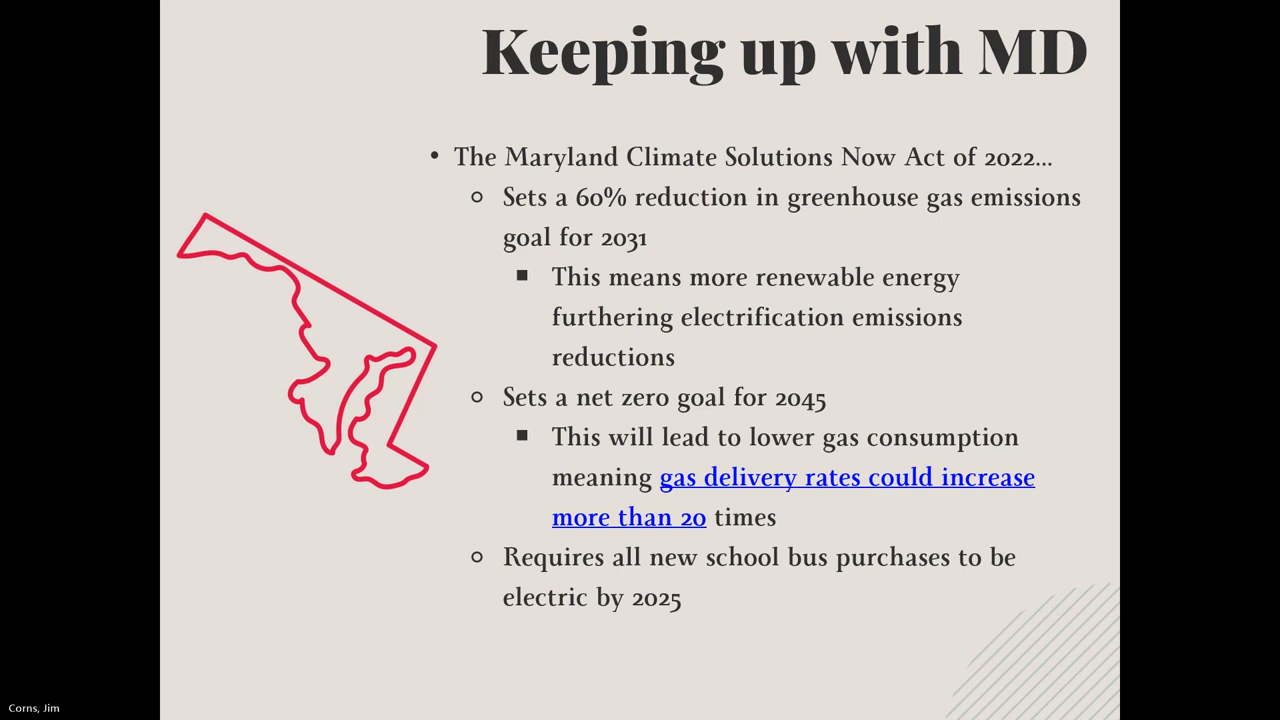 Keeping up with MD
• The Maryland Climate Solutions Now Act of 2022...
○ Sets a 60% reduction in greenhouse gas emissions
goal for 2031
■ This means more renewable energy
furthering electrification emissions
reductions
○ Sets a net zero goal for 2045
■ This will lead to lower gas consumption
meaning gas delivery rates could increase
more than 20 times
○ Requires all new school bus purchases to be
electric by 2025
Corns, Jim